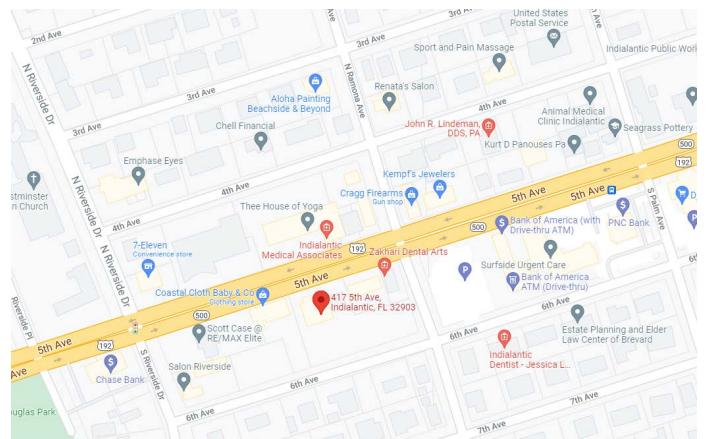 United States
Postal Service
3rd Ave
2nd Ave
3rd Ave
N Riverside Dr
N Ramona Ave
Sport and Pain Massage
Indialantic Public Work
Renata's Salon
Aloha Painting
Beachside & Beyond
3rd Ave
4th Ave
Animal Medical
Clinic Indialantic
Chell Financial
John R. Lindeman,
DDS, PA
Seagrass Pottery
Kurt D Panouses Pa
500
192
Emphase Eyes
Kempf's Jewelers
stminster
n Church
4th Ave
Cragg Firearms
Gun shop
5th Ave
5th Ave
S Palm Ave
D
N Riverside Dr
4th Ave
Thee House of Yoga
500
Bank of America (with
Drive-thru ATM)
PNC Bank
P
7-Eleven
Convenience store
Indialantic
Medical Associates
192
Zakhari Dental Arts
6th
N Riverside Dr
5th Ave
P
Surfside Urgent Care
Bank of America
ATM (Drive-thru)
Coastal Cloth Baby & Co
Clothing store
417 5th Ave,
Indialantic, FL 32903
Riverside Pl
500
Scott Case @
RE/MAX Elite
6th Ave
Estate Planning and Elder
Law Center of Brevard
5th Ave
192
Ave
Chase Bank
S Riverside Dr
Salon Riverside
6th Ave
Indialantic
Dentist - Jessica L...
7th Ave
uglas Park
7th Ave